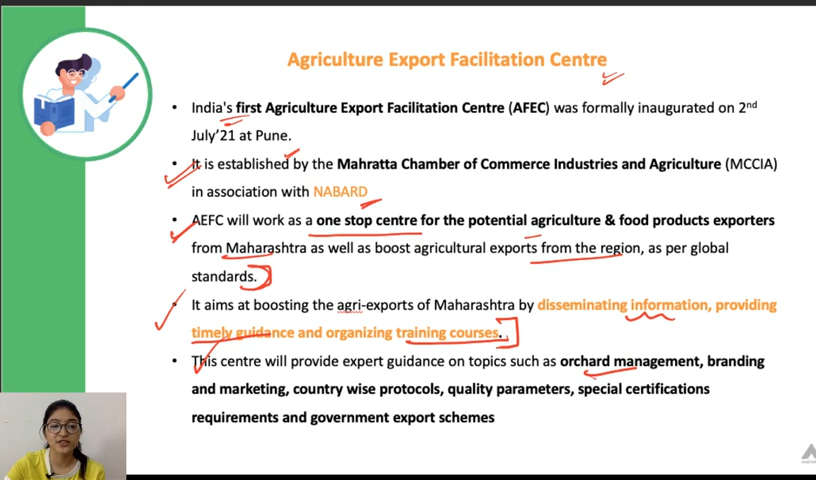 Agriculture Export Facilitation Centre
• India's first Agriculture Export Facilitation Centre (AFEC) was formally inaugurated on 2nd
July'21 at Pune.
• It is established by the Mahratta Chamber of Commerce Industries and Agriculture (MCCIA)
in association with NABARD
• AEFC will work as a one stop centre for the potential agriculture & food products exporters
from Maharashtra as well as boost agricultural exports from the region, as per global
standards.
• It aims at boosting the agri-exports of Maharashtra by disseminating information, providing
timely guidance and organizing training courses.
• This centre will provide expert guidance on topics such as orchard management, branding
and marketing, country wise protocols, quality parameters, special certifications
requirements and government export schemes